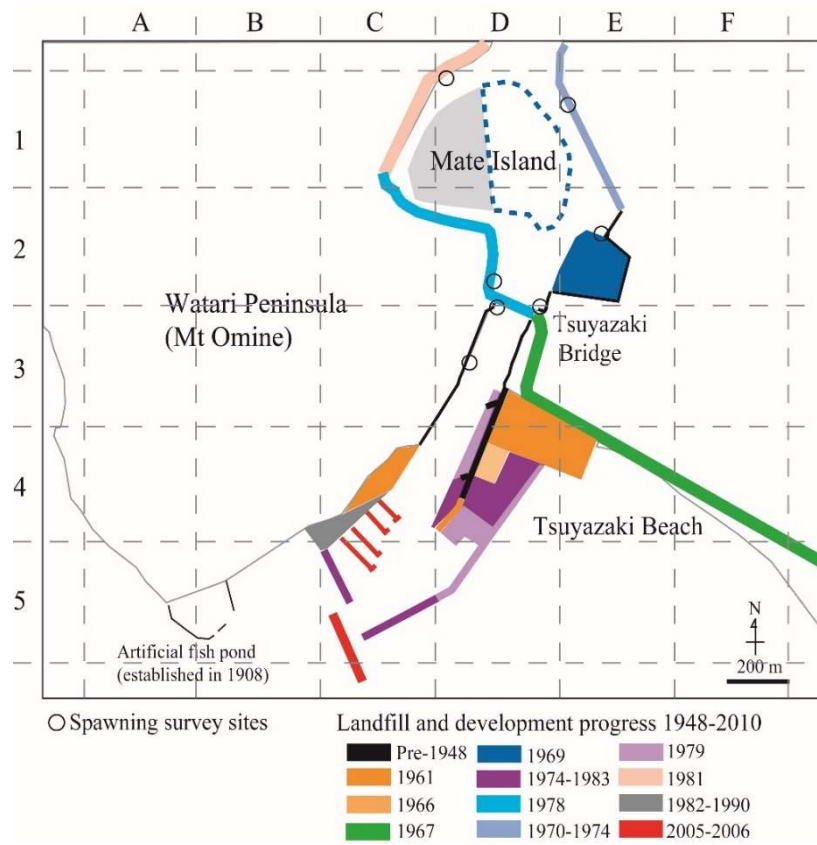 A B C D E F
1
Mate Island
2
Watari Peninsula
(Mt Omine)
Tsuyazaki
Bridge
3
4
Tsuyazaki Beach
5
Artificial fish pond
(established in 1908)
N
200 m
Spawning survey sites
Landfill and development progress 1948-2010
Pre-1948
1961
1966
1967
1969
1974-1983
1978
1970-1974
1979
1981
1982-1990
2005-2006